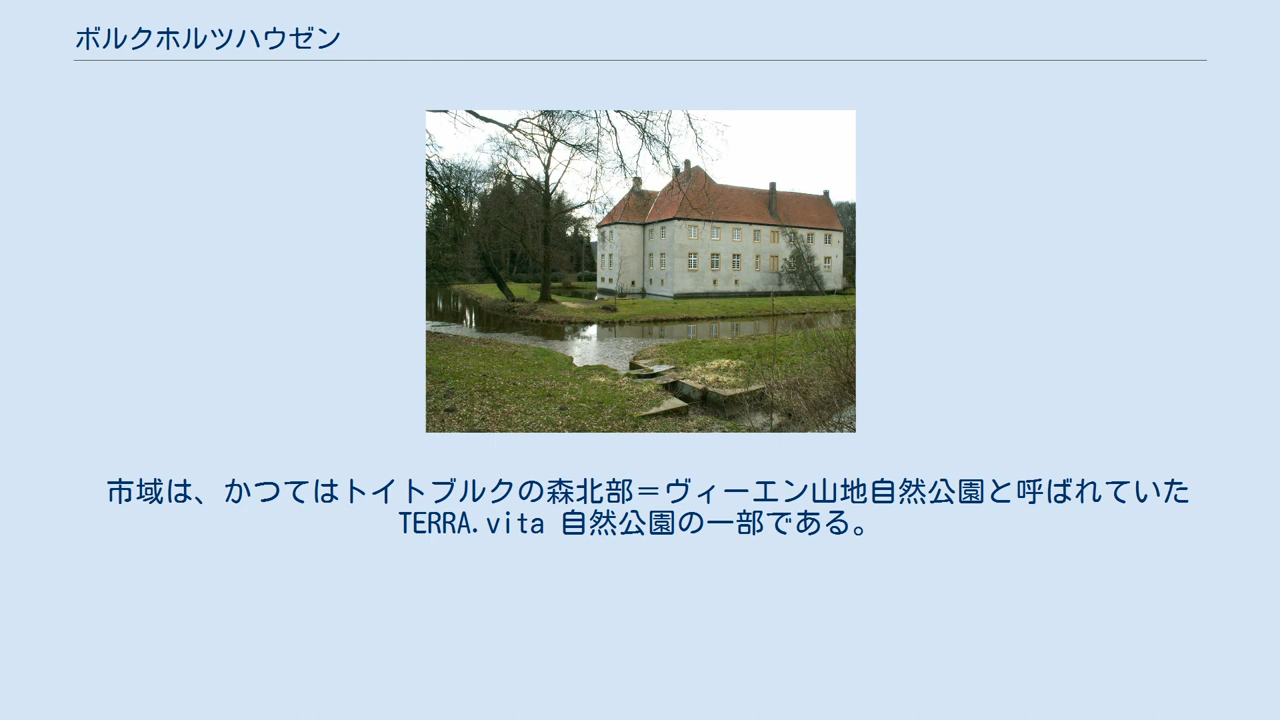 ボルクホルツハウゼン
市域は、かつてはトイトブルクの森北部＝ヴィーエン山地自然公園と呼ばれていた
TERRA.vita 自然公園の一部である。